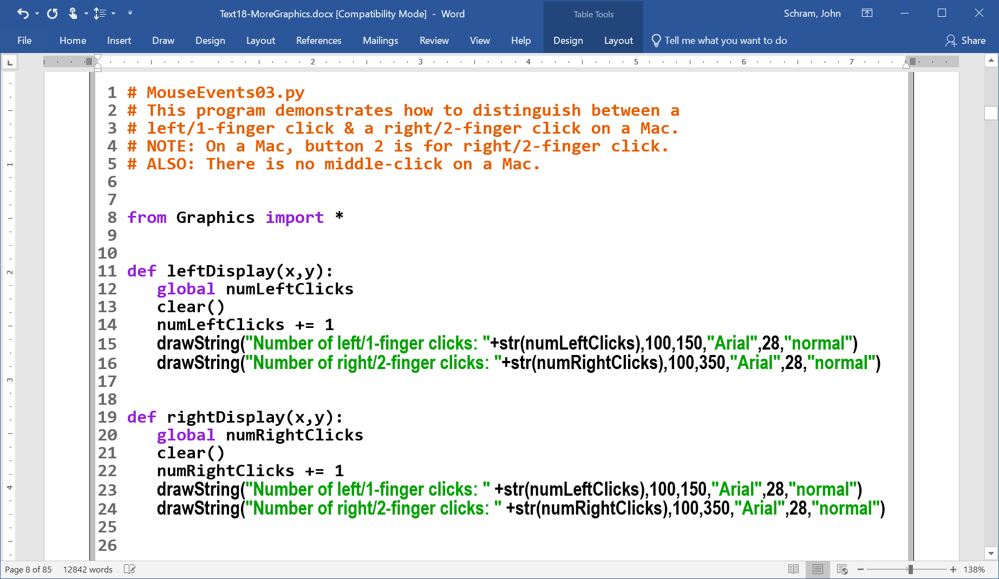 Text18-MoreGraphics.docx [Compatibility Mode] - Word
Table Tools
Schram, John
File Home Insert Draw Design Layout References Mailings Review View Help Design Layout Tell me what you want to do Share
2 3 4 5 6 7
1 # MouseEvents03.py
2 # This program demonstrates how to distinguish between a
3 # left/1-finger click & a right/2-finger click on a Mac.
4 # NOTE: On a Mac, button 2 is for right/2-finger click.
5 # ALSO: There is no middle-click on a Mac.
6
7
8 from Graphics import *
9
10
11 def leftDisplay(x,y):
12    global numLeftClicks
13    clear()
14    numLeftClicks += 1
15    drawString("Number of left/1-finger clicks: "+str(numLeftClicks),100,150,"Arial",28,"normal")
16    drawString("Number of right/2-finger clicks: "+str(numRightClicks),100,350,"Arial",28,"normal")
17
18
19 def rightDisplay(x,y):
20    global numRightClicks
21    clear()
22    numRightClicks += 1
23    drawString("Number of left/1-finger clicks: " +str(numLeftClicks),100,150,"Arial",28,"normal")
24    drawString("Number of right/2-finger clicks: " +str(numRightClicks),100,350,"Arial",28,"normal")
25
26
1
2
3
4
Page 8 of 85 12842 words 138%